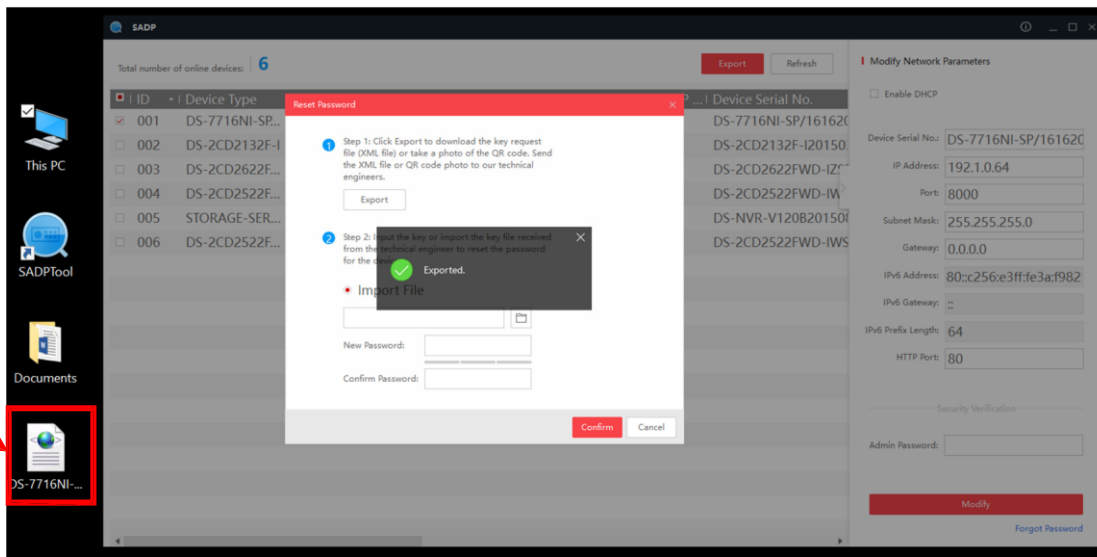 SADP
Total number of online devices: 6
Export
Refresh
ID
Device Type
Device Serial No.
001 DS-7716NI-SP... DS-7716NI-SP/161620
002 DS-2CD2132F-I DS-2CD2132F-I20150
003 DS-2CD2622F... DS-2CD2622FWD-IZS
004 DS-2CD2522F... DS-2CD2522FWD-IW
005 STORAGE-SER... DS-NVR-V120B201508
006 DS-2CD2522F... DS-2CD2522FWD-IWS
Reset Password
Step 1: Click Export to download the key request
file (XML file) or take a photo of the QR code. Send
the XML file or QR code photo to our technical
engineers.
Export
Step 2: Input the key or import the key file received
from the technical engineer to reset the password
for the
Exported.
Import File
New Password:
Confirm Password:
Confirm
Cancel
Modify Network Parameters
Enable DHCP
Device Serial No.: DS-7716NI-SP/161620
IP Address: 192.1.0.64
Port: 8000
Subnet Mask: 255.255.255.0
Gateway: 0.0.0.0
IPv6 Address: 80::c256:e3ff:fe3a:f982
IPv6 Gateway: ::
IPv6 Prefix Length: 64
HTTP Port: 80
Security Verification
Admin Password:
Modify
Forgot Password
This PC
SADPTool
Documents
DS-7716NI-...